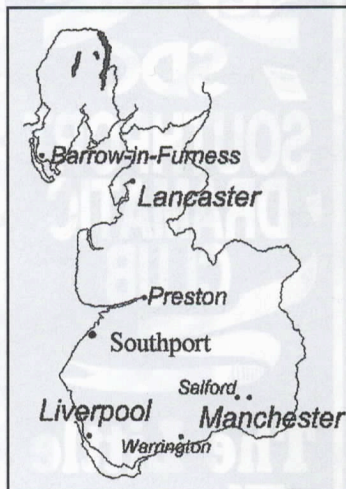 Barrow-in-Furness
Lancaster
Preston
Southport
Salford
Liverpool
Manchester
Warrington